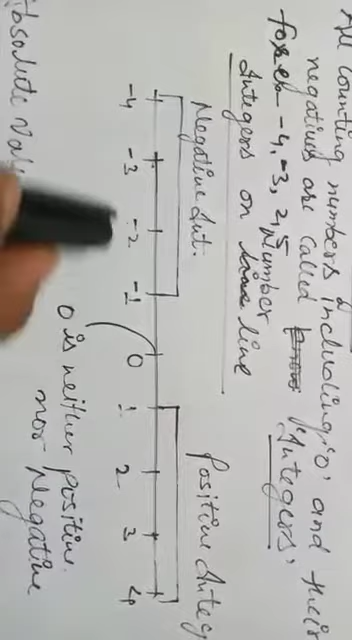 All counting numbers including '0', and their
negatives are called 'Integers'
for ex - -4, -3, 2, 5
Integers on Number line
Negative Int.
Positive Integ
-4 -3 -2 -1 0 1 2 3 4
0 is neither positive
nor Negative
Absolute Val